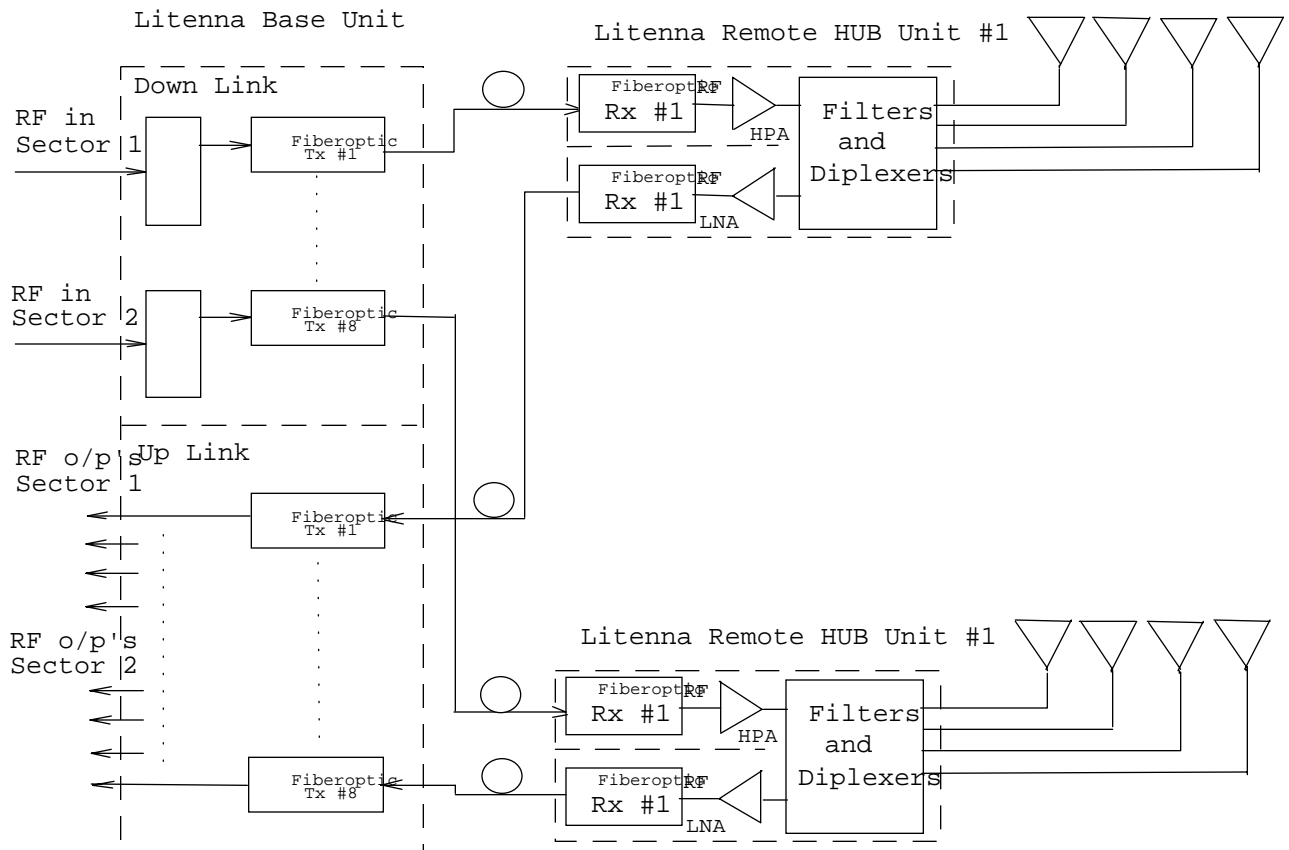 Litenna Base Unit
Litenna Remote HUB Unit #1
Down Link
RF in
Sector 1
Fiberoptic
Tx #1
Fiberoptic
RF
Rx #1
HPA
Filters
and
Diplexers
Fiberoptic
RF
Rx #1
LNA
RF in
Sector 2
Fiberoptic
Tx #8
Up Link
RF o/p's
Sector 1
Fiberoptic
Tx #1
RF o/p's
Sector 2
Fiberoptic
Tx #8
Litenna Remote HUB Unit #1
Fiberoptic
RF
Rx #1
HPA
Filters
and
Diplexers
Fiberoptic
RF
Rx #1
LNA